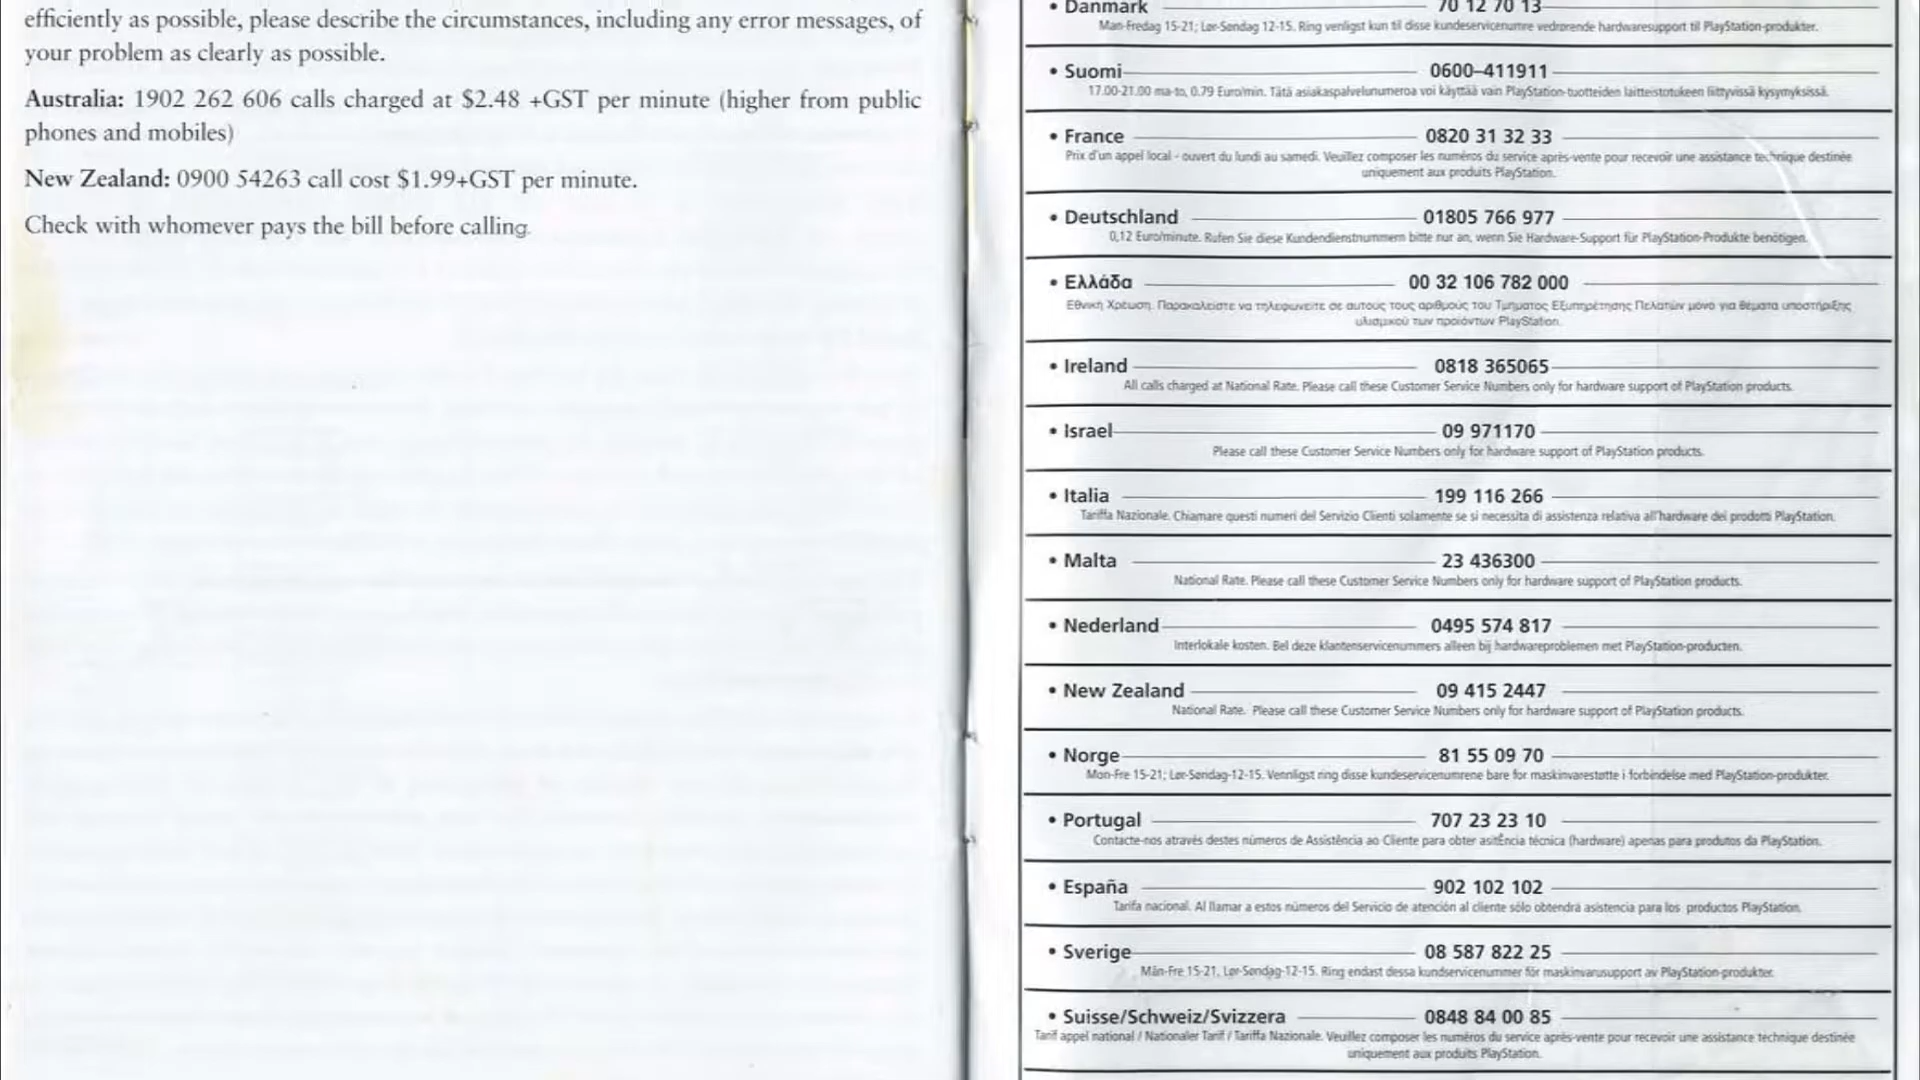 efficiently as possible, please describe the circumstances, including any error messages, of
your problem as clearly as possible.
Australia: 1902 262 606 calls charged at $2.48 +GST per minute (higher from public
phones and mobiles)
New Zealand: 0900 54263 call cost $1.99+GST per minute.
Check with whomever pays the bill before calling.
• Danmark 70 12 70 13
Man-Fredag 15-21; Lør-Søndag 12-15. Ring venligst kun til disse kundeservicenumre vedrørende hardwaresupport til PlayStation-produkter.
• Suomi 0600–411911
17.00-21.00 ma-to, 0.79 Euro/min. Tätä asiakaspalvelunumeroa voi käyttää vain PlayStation-tuotteiden laitteistotukeen liittyvissä kysymyksissä.
• France 0820 31 32 33
Prix d'un appel local - ouvert du lundi au samedi. Veuillez composer les numéros du service après-vente pour recevoir une assistance technique destinée
uniquement aux produits PlayStation.
• Deutschland 01805 766 977
0,12 Euro/minute. Rufen Sie diese Kundendienstnummern bitte nur an, wenn Sie Hardware-Support für PlayStation-Produkte benötigen.
• Ελλάδα 00 32 106 782 000
Εθνική Χρέωση. Παρακαλείστε να τηλεφωνείτε σε αυτούς τους αριθμούς του Τμήματος Εξυπηρέτησης Πελατών μόνο για θέματα υποστήριξης
υλισμικού των προϊόντων PlayStation.
• Ireland 0818 365065
All calls charged at National Rate. Please call these Customer Service Numbers only for hardware support of PlayStation products.
• Israel 09 971170
Please call these Customer Service Numbers only for hardware support of PlayStation products.
• Italia 199 116 266
Tariffa Nazionale. Chiamare questi numeri del Servizio Clienti solamente se si necessita di assistenza relativa all'hardware dei prodotti PlayStation.
• Malta 23 436300
National Rate. Please call these Customer Service Numbers only for hardware support of PlayStation products.
• Nederland 0495 574 817
Interlokale kosten. Bel deze klantenservicenummers alleen bij hardwareproblemen met PlayStation-producten.
• New Zealand 09 415 2447
National Rate. Please call these Customer Service Numbers only for hardware support of PlayStation products.
• Norge 81 55 09 70
Mon-Fre 15-21; Lør-Søndag-12-15. Vennligst ring disse kundeservicenumrene bare for maskinvarestøtte i forbindelse med PlayStation-produkter.
• Portugal 707 23 23 10
Contacte-nos através destes números de Assistência ao Cliente para obter asitÊncia técnica (hardware) apenas para produtos da PlayStation.
• España 902 102 102
Tarifa nacional. Al llamar a estos números del Servicio de atención al cliente sólo obtendrá asistencia para los productos PlayStation.
• Sverige 08 587 822 25
Mån-Fre 15-21, Lør-Søndag-12-15. Ring endast dessa kundservicenummer för maskinvarusupport av PlayStation-produkter.
• Suisse/Schweiz/Svizzera 0848 84 00 85
Tarif appel national / Nationaler Tarif / Tariffa Nazionale. Veuillez composer les numéros du service après-vente pour recevoir une assistance technique destinée
uniquement aux produits PlayStation.